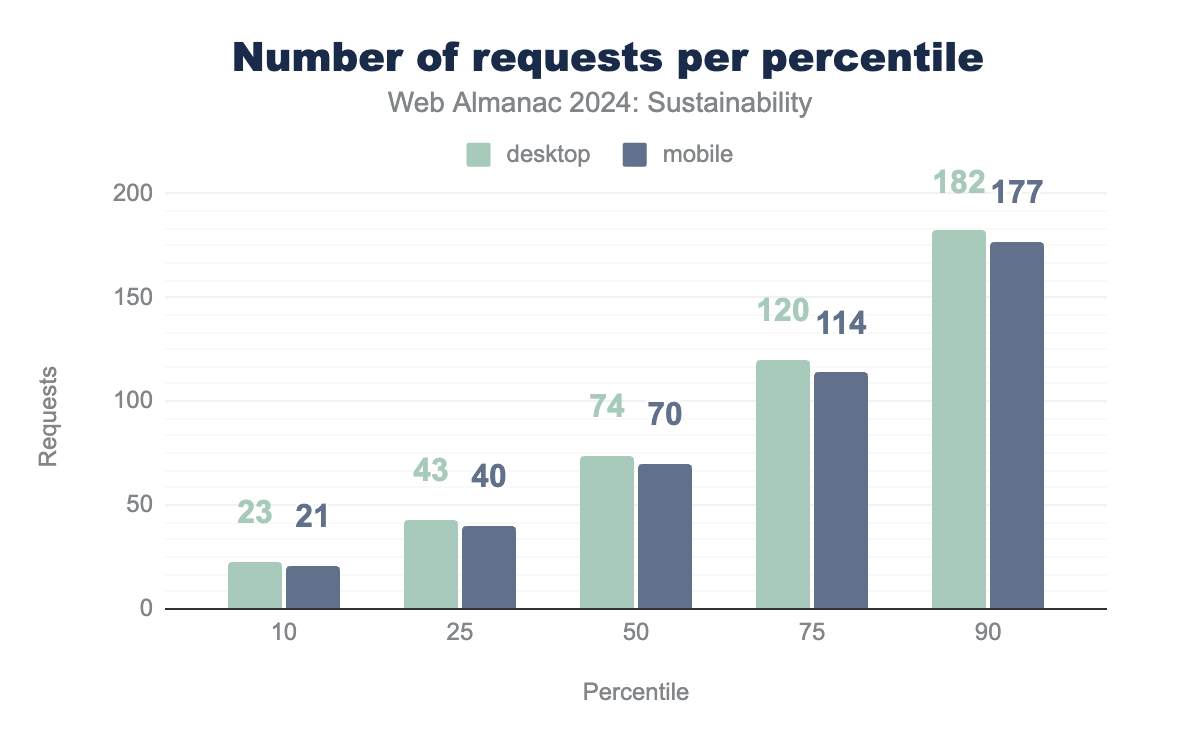 Number of requests per percentile
Web Almanac 2024: Sustainability
desktop mobile
182 177
200
150
120 114
100
74 70
43 40
50
23 21
0
10 25 50 75 90
Requests
Percentile